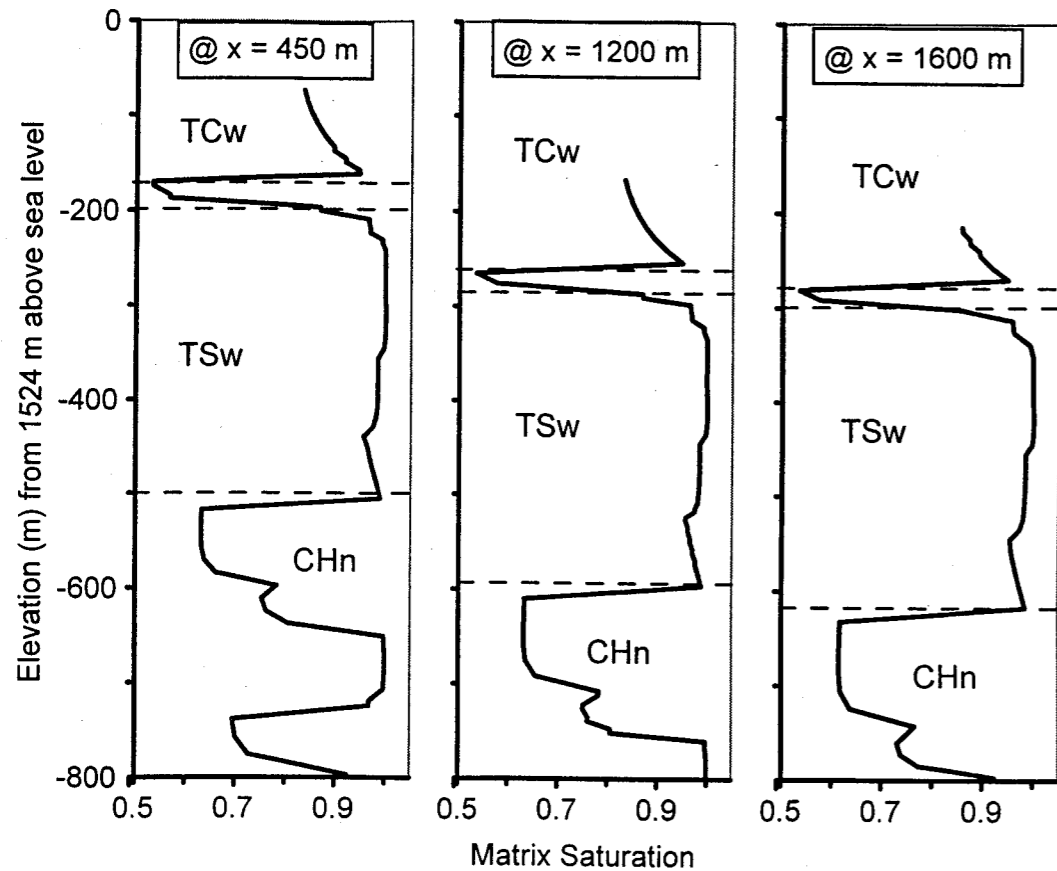 @ x = 450 m
@ x = 1200 m
@ x = 1600 m
Elevation (m) from 1524 m above sea level
0
-200
-400
-600
-800
TCw
TSw
CHn
TCw
TSw
CHn
TCw
TSw
CHn
0.5 0.7 0.9
0.5 0.7 0.9
0.5 0.7 0.9
Matrix Saturation